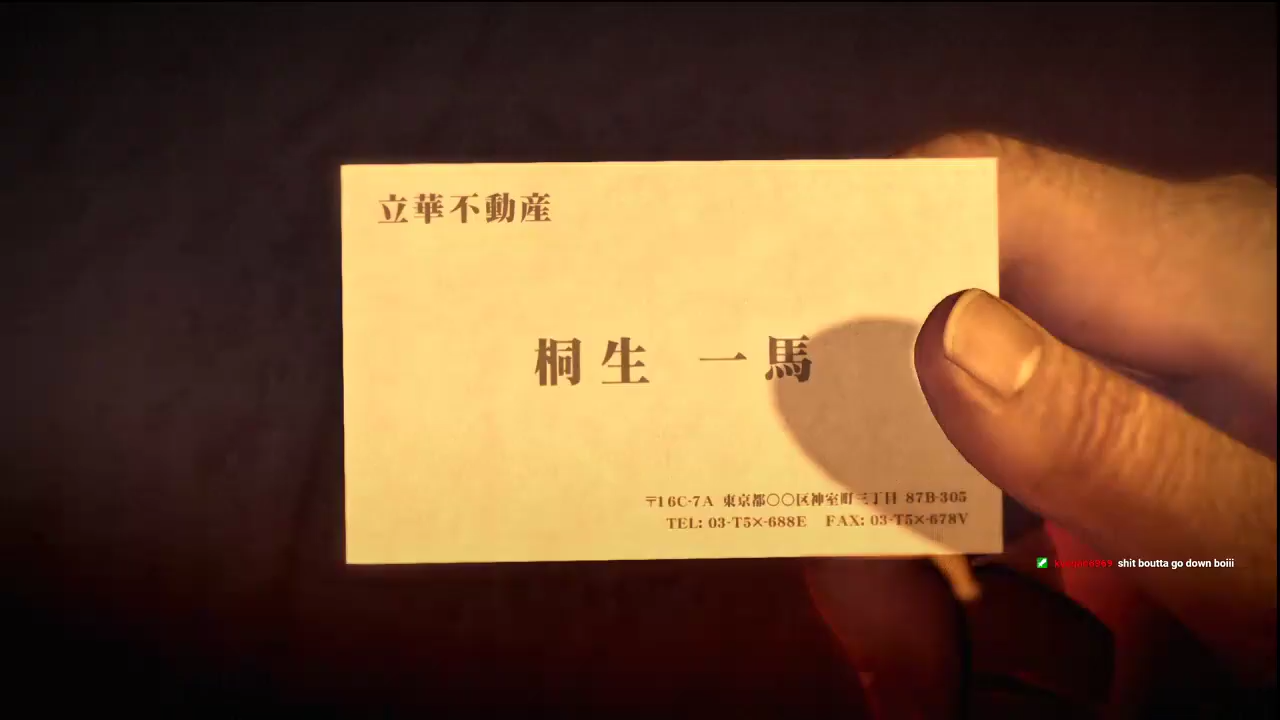 立華不動産
桐生 一馬
〒16C-7A 東京都○○区神室町三丁目 87B-305
TEL: 03-T5×-688E FAX: 03-T5×-678V
shit boutta go down boiii